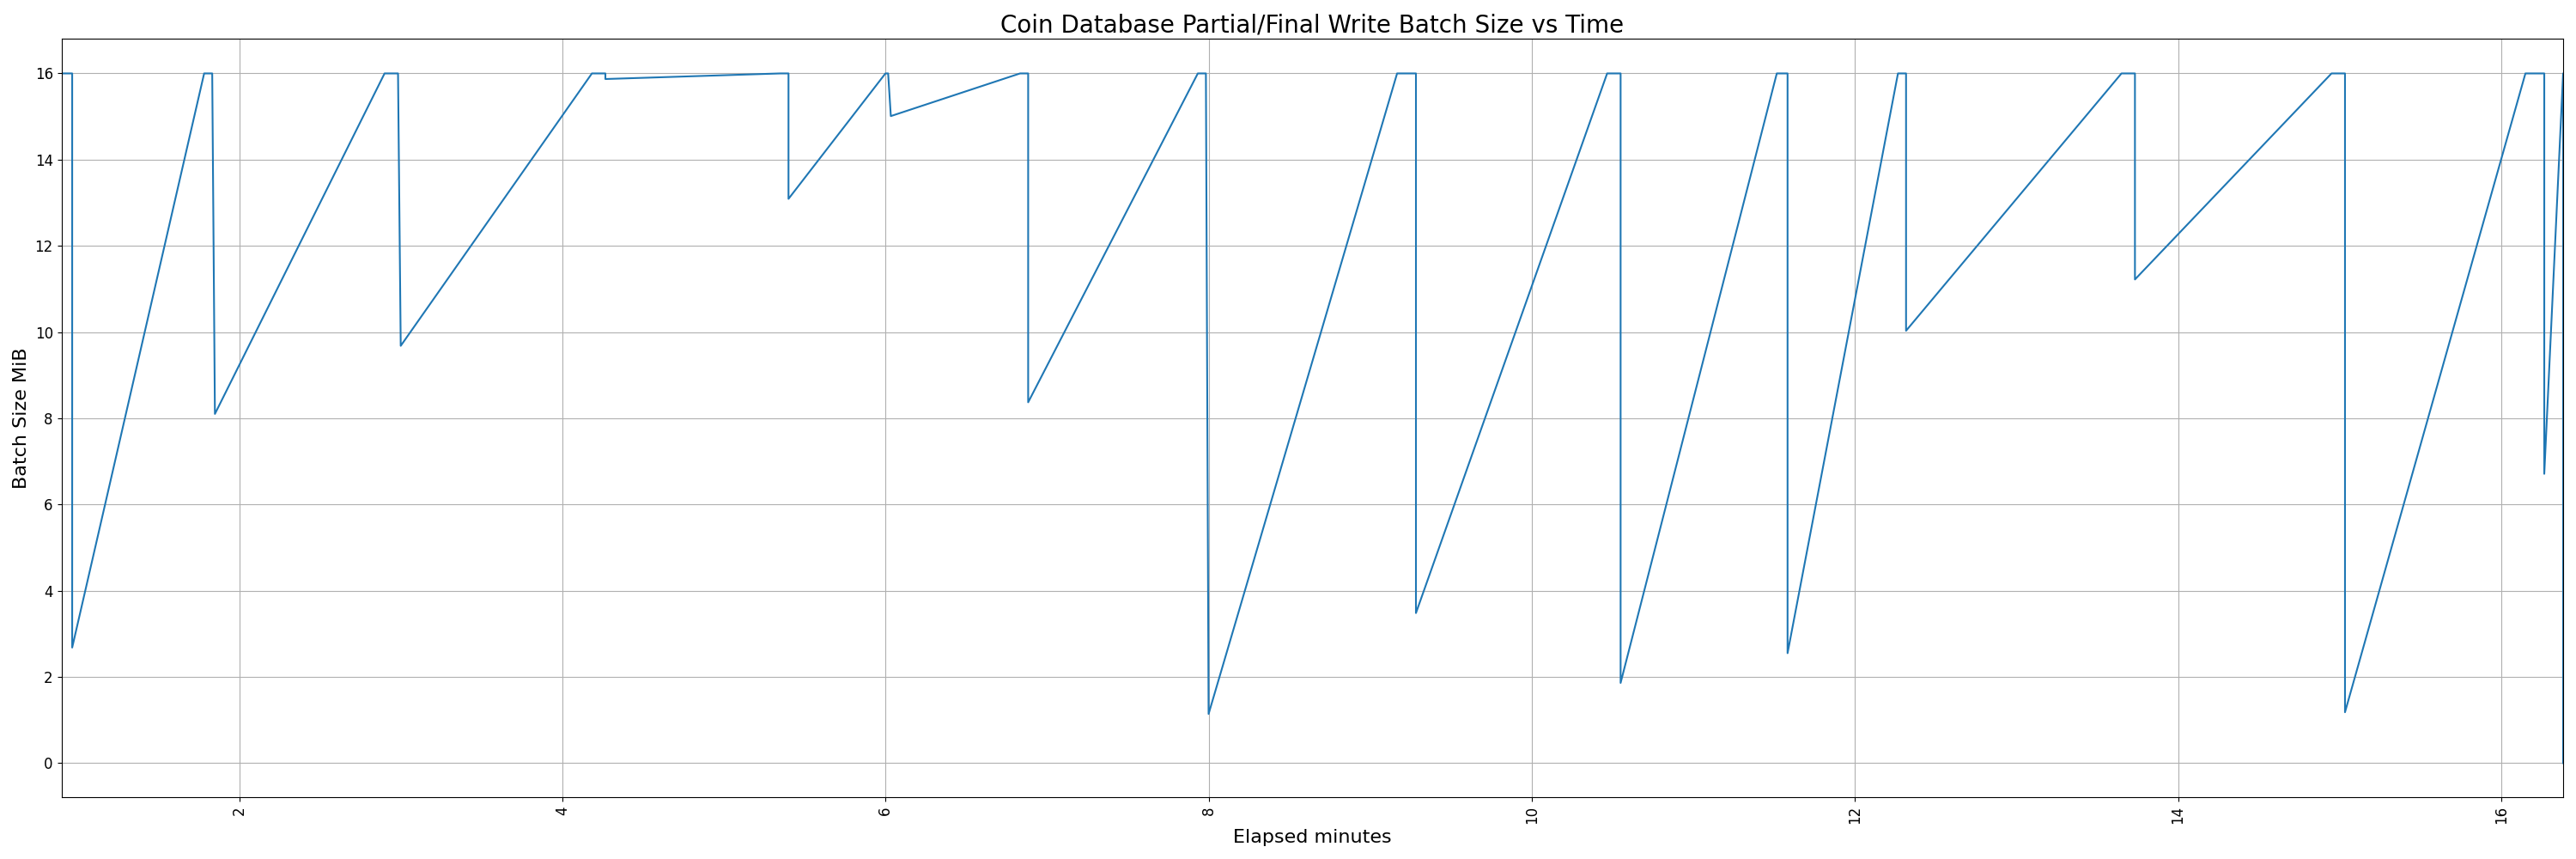 Coin Database Partial/Final Write Batch Size vs Time
Batch Size MiB
16
14
12
10
8
6
4
2
0
2 4 6 8 10 12 14 16
Elapsed minutes